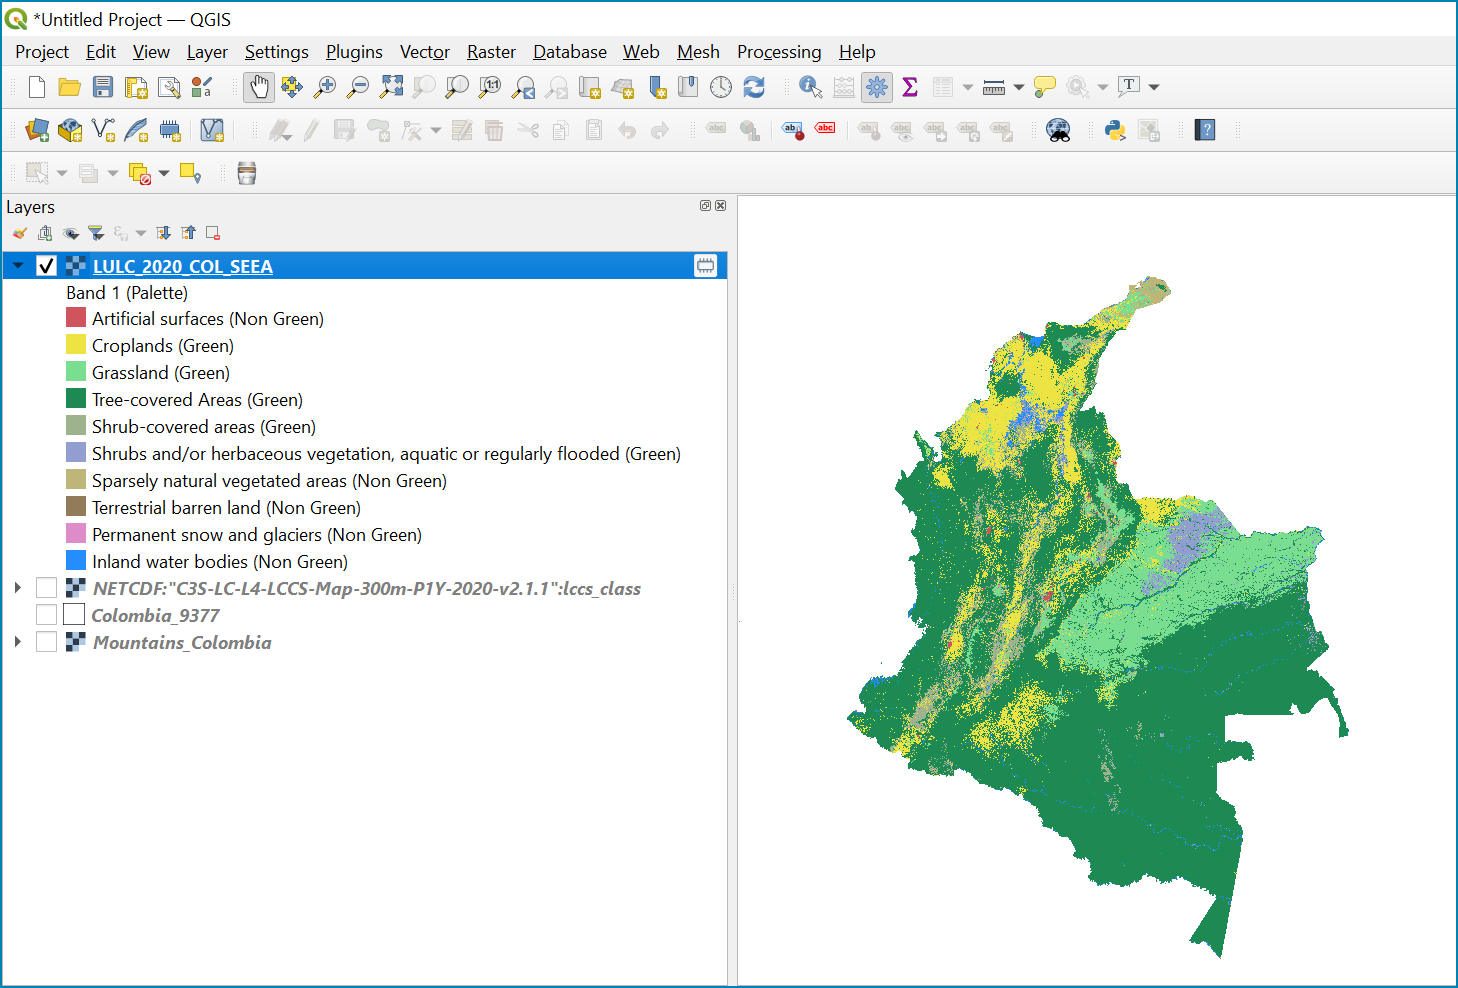 *Untitled Project — QGIS
Project Edit View Layer Settings Plugins Vector Raster Database Web Mesh Processing Help
Layers
LULC_2020_COL_SEEA
Band 1 (Palette)
Artificial surfaces (Non Green)
Croplands (Green)
Grassland (Green)
Tree-covered Areas (Green)
Shrub-covered areas (Green)
Shrubs and/or herbaceous vegetation, aquatic or regularly flooded (Green)
Sparsely natural vegetated areas (Non Green)
Terrestrial barren land (Non Green)
Permanent snow and glaciers (Non Green)
Inland water bodies (Non Green)
NETCDF:"C3S-LC-L4-LCCS-Map-300m-P1Y-2020-v2.1.1":lccs_class
Colombia_9377
Mountains_Colombia